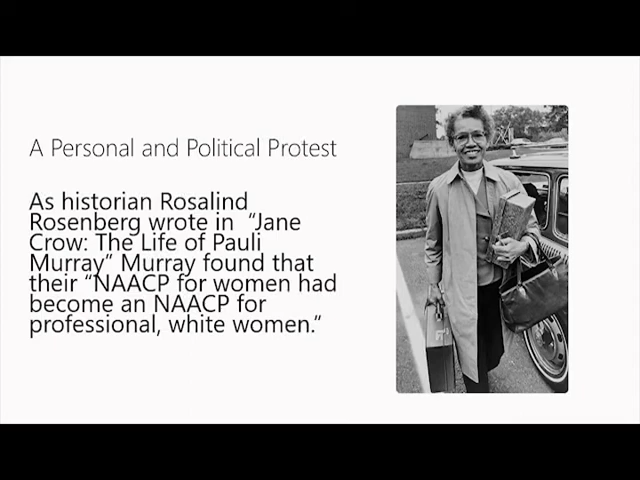 A Personal and Political Protest
As historian Rosalind
Rosenberg wrote in “Jane
Crow: The Life of Pauli
Murray” Murray found that
their “NAACP for women had
become an NAACP for
professional, white women.”